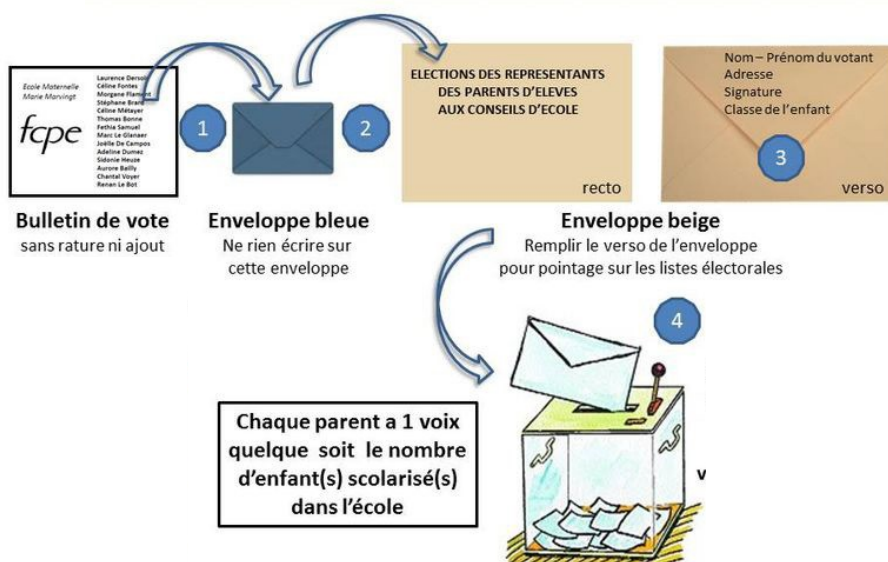 Ecole Maternelle
Marie Marvingt
fcpe
Laurence Dersoir
Céline Fontes
Morgane Flament
Stéphane Brard
Céline Métayer
Thomas Bonne
Fethia Samuel
Marc Le Glanaer
Joëlle De Campos
Adeline Dumez
Sidonie Heuze
Aurore Bailly
Chantal Voyer
Renan Le Bot
1
2
ELECTIONS DES REPRESENTANTS
DES PARENTS D'ELEVES
AUX CONSEILS D'ECOLE
recto
Nom – Prénom du votant
Adresse
Signature
Classe de l'enfant
3
verso
Bulletin de vote
sans rature ni ajout
Enveloppe bleue
Ne rien écrire sur
cette enveloppe
Enveloppe beige
Remplir le verso de l'enveloppe
pour pointage sur les listes électorales
4
Chaque parent a 1 voix
quelque soit le nombre
d'enfant(s) scolarisé(s)
dans l'école
v